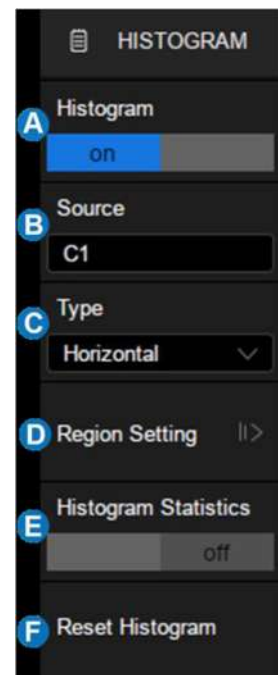 HISTOGRAM
A
Histogram
on
B
Source
C1
C
Type
Horizontal
D
Region Setting
E
Histogram Statistics
off
F
Reset Histogram